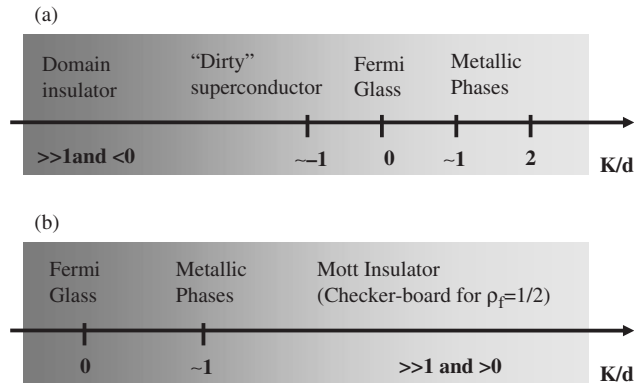 (a)
Domain insulator
“Dirty” superconductor
Fermi Glass
Metallic Phases
>>1and <0
~–1
0
~1
2
K/d
(b)
Fermi Glass
Metallic Phases
Mott Insulator
(Checker-board for ρf=1/2)
0
~1
>>1 and >0
K/d